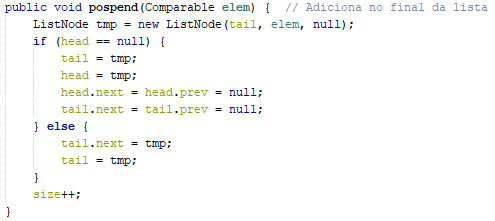 public void pospend(Comparable elem) {  // Adiciona no final da lista
    ListNode tmp = new ListNode(tail, elem, null);
    if (head == null) {
        tail = tmp;
        head = tmp;
        head.next = head.prev = null;
        tail.next = tail.prev = null;
    } else {
        tail.next = tmp;
        tail = tmp;
    }
    size++;
}